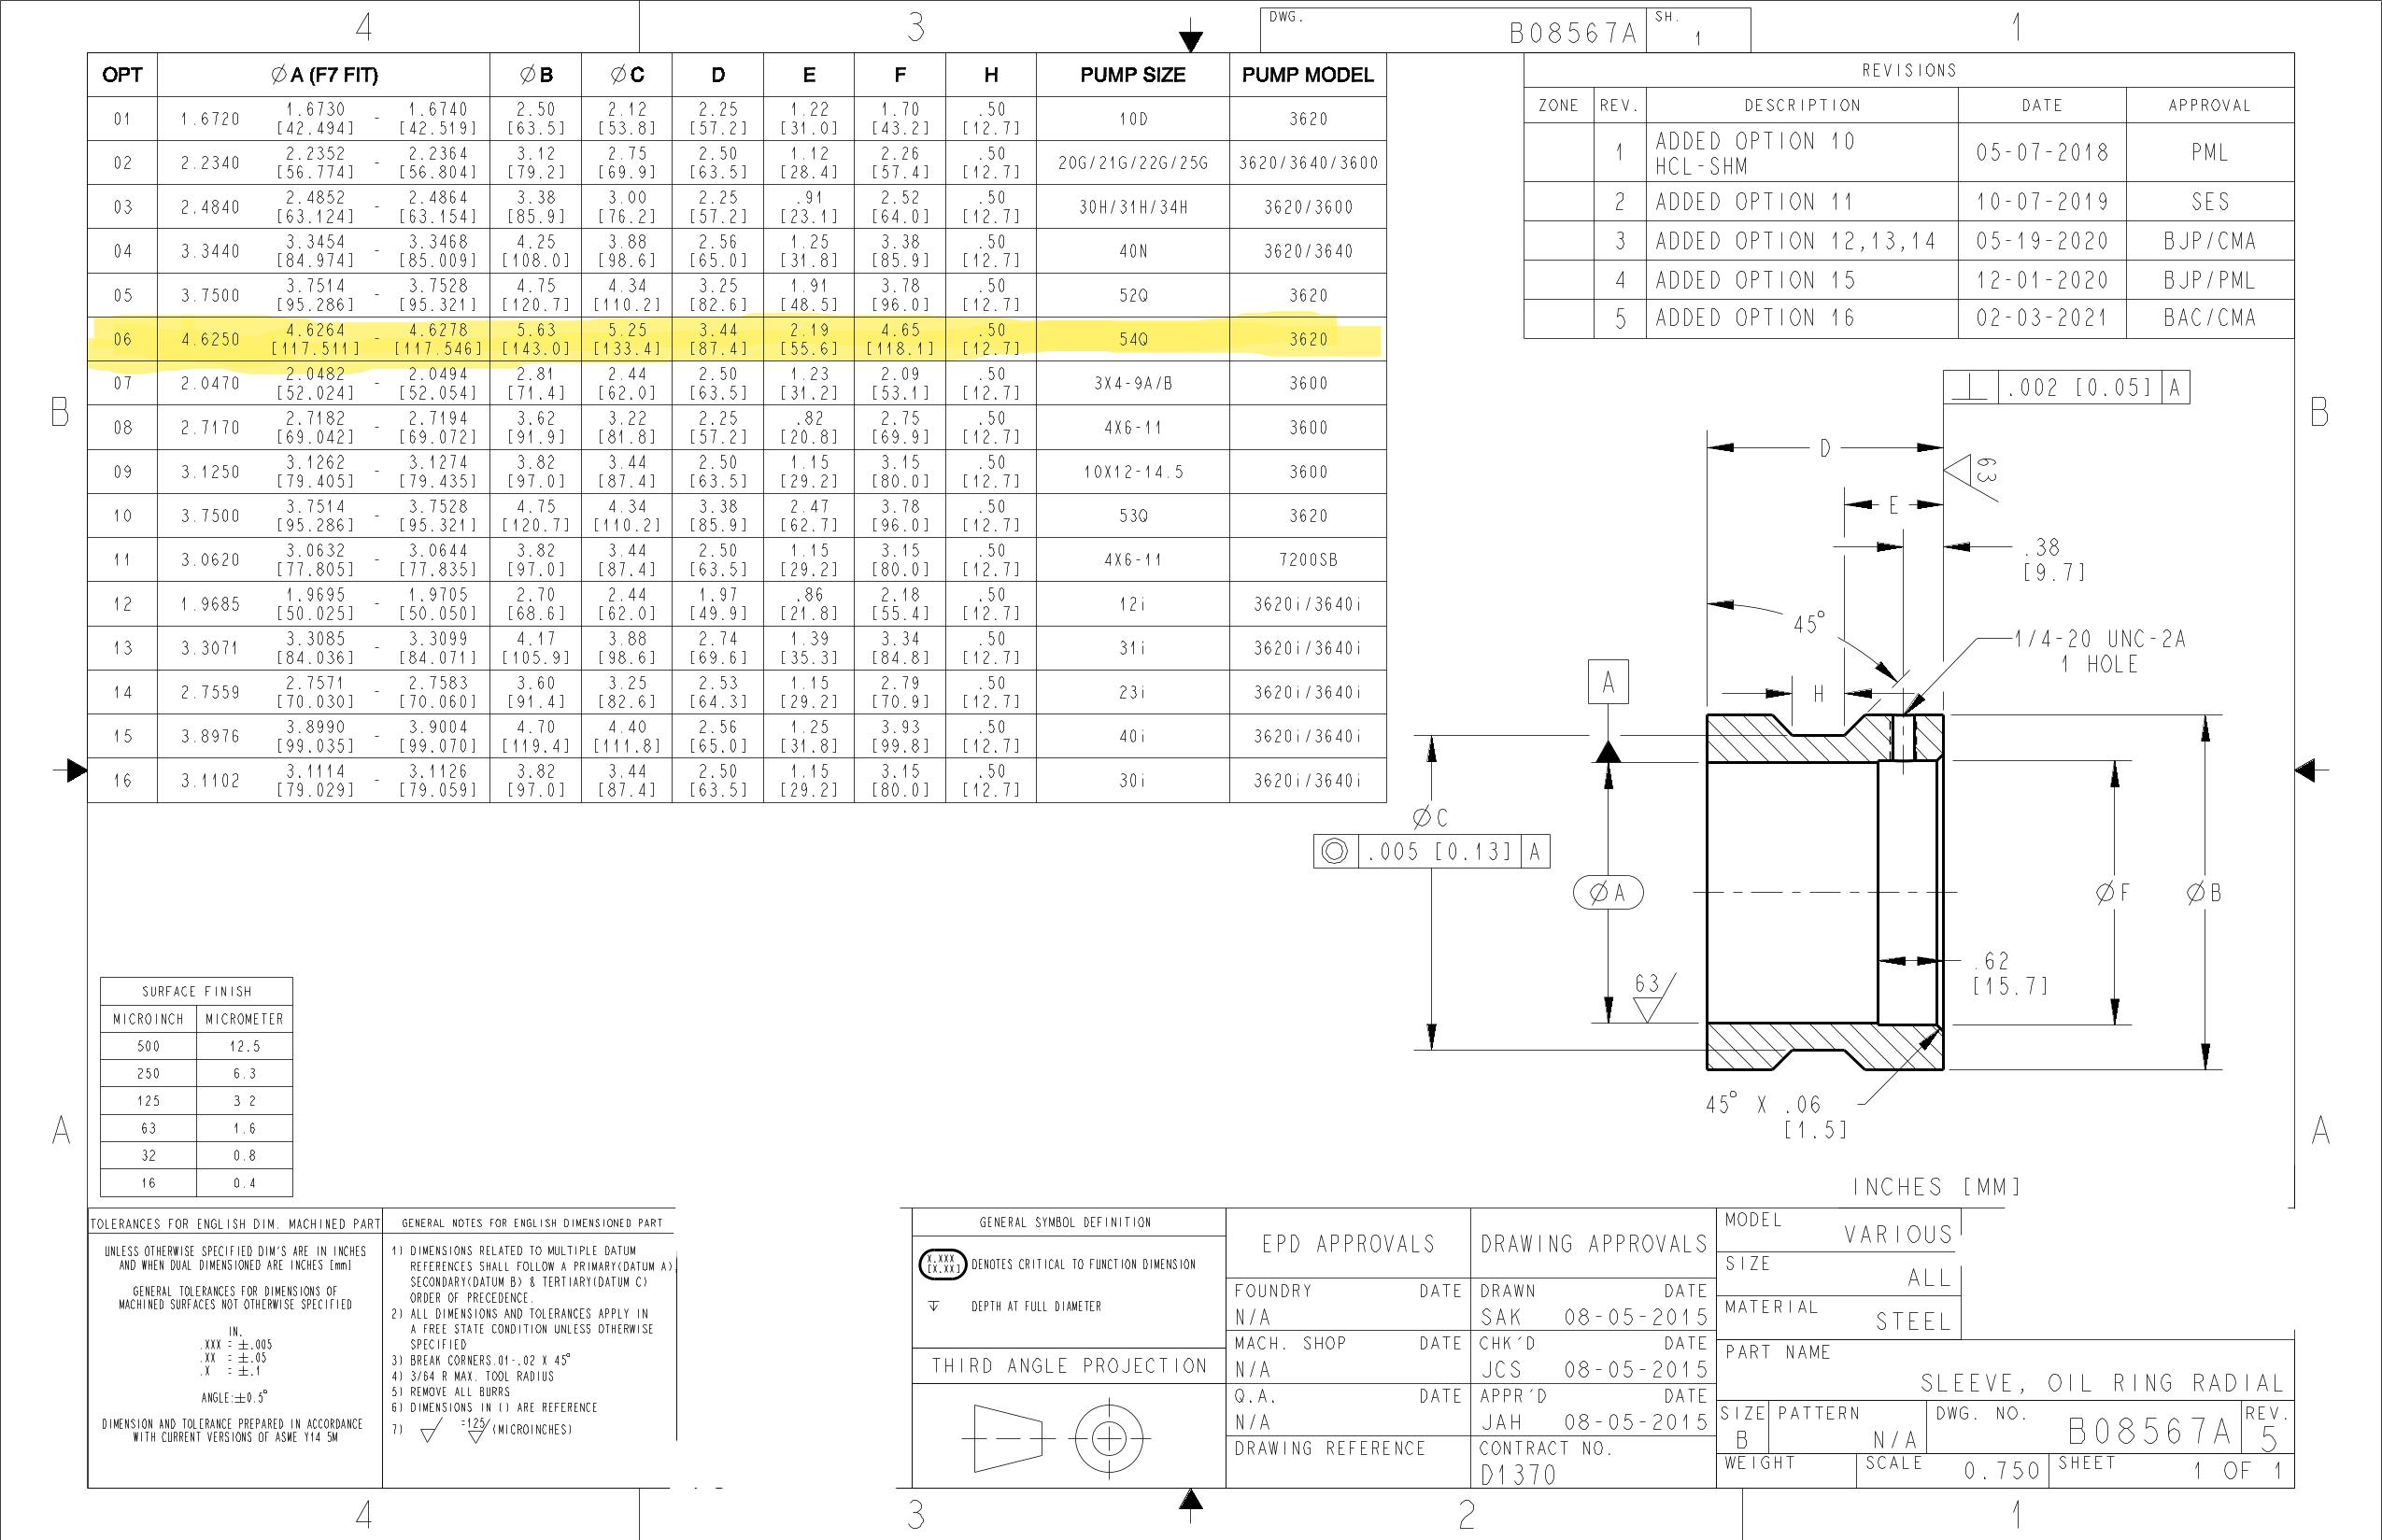 4 3 1
DWG. B08567A SH. 1
OPT ∅A (F7 FIT) ∅B ∅C D E F H PUMP SIZE PUMP MODEL
01 1.6720 1.6730 - 1.6740 2.50 2.12 2.25 1.22 1.70 .50 10D 3620
[42.494] [42.519] [63.5] [53.8] [57.2] [31.0] [43.2] [12.7]
02 2.2340 2.2352 - 2.2364 3.12 2.75 2.50 1.12 2.26 .50 20G/21G/22G/25G 3620/3640/3600
[56.774] [56.804] [79.2] [69.9] [63.5] [28.4] [57.4] [12.7]
03 2.4840 2.4852 - 2.4864 3.38 3.00 2.25 .91 2.52 .50 30H/31H/34H 3620/3600
[63.124] [63.154] [85.9] [76.2] [57.2] [23.1] [64.0] [12.7]
04 3.3440 3.3454 - 3.3468 4.25 3.88 2.56 1.25 3.38 .50 40N 3620/3640
[84.974] [85.009] [108.0] [98.6] [65.0] [31.8] [85.9] [12.7]
05 3.7500 3.7514 - 3.7528 4.75 4.34 3.25 1.91 3.78 .50 52Q 3620
[95.286] [95.321] [120.7] [110.2] [82.6] [48.5] [96.0] [12.7]
06 4.6250 4.6264 - 4.6278 5.63 5.25 3.44 2.19 4.65 .50 54Q 3620
[117.511] [117.546] [143.0] [133.4] [87.4] [55.6] [118.1] [12.7]
07 2.0470 2.0482 - 2.0494 2.81 2.44 2.50 1.23 2.09 .50 3X4-9A/B 3600
[52.024] [52.054] [71.4] [62.0] [63.5] [31.2] [53.1] [12.7]
08 2.7170 2.7182 - 2.7194 3.62 3.22 2.25 .82 2.75 .50 4X6-11 3600
[69.042] [69.072] [91.9] [81.8] [57.2] [20.8] [69.9] [12.7]
09 3.1250 3.1262 - 3.1274 3.82 3.44 2.50 1.15 3.15 .50 10X12-14.5 3600
[79.405] [79.435] [97.0] [87.4] [63.5] [29.2] [80.0] [12.7]
10 3.7500 3.7514 - 3.7528 4.75 4.34 3.38 2.47 3.78 .50 53Q 3620
[95.286] [95.321] [120.7] [110.2] [85.9] [62.7] [96.0] [12.7]
11 3.0620 3.0632 - 3.0644 3.82 3.44 2.50 1.15 3.15 .50 4X6-11 7200SB
[77.805] [77.835] [97.0] [87.4] [63.5] [29.2] [80.0] [12.7]
12 1.9685 1.9695 - 1.9705 2.70 2.44 1.97 .86 2.18 .50 12i 3620i/3640i
[50.025] [50.050] [68.6] [62.0] [49.9] [21.8] [55.4] [12.7]
13 3.3071 3.3085 - 3.3099 4.17 3.88 2.74 1.39 3.34 .50 31i 3620i/3640i
[84.036] [84.071] [105.9] [98.6] [69.6] [35.3] [84.8] [12.7]
14 2.7559 2.7571 - 2.7583 3.60 3.25 2.53 1.15 2.79 .50 23i 3620i/3640i
[70.030] [70.060] [91.4] [82.6] [64.3] [29.2] [70.9] [12.7]
15 3.8976 3.8990 - 3.9004 4.70 4.40 2.56 1.25 3.93 .50 40i 3620i/3640i
[99.035] [99.070] [119.4] [111.8] [65.0] [31.8] [99.8] [12.7]
16 3.1102 3.1114 - 3.1126 3.82 3.44 2.50 1.15 3.15 .50 30i 3620i/3640i
[79.029] [79.059] [97.0] [87.4] [63.5] [29.2] [80.0] [12.7]
REVISIONS
ZONE REV. DESCRIPTION DATE APPROVAL
1 ADDED OPTION 10 05-07-2018 PML
HCL-SHM
2 ADDED OPTION 11 10-07-2019 SES
3 ADDED OPTION 12,13,14 05-19-2020 BJP/CMA
4 ADDED OPTION 15 12-01-2020 BJP/PML
5 ADDED OPTION 16 02-03-2021 BAC/CMA
B B
⊥ .002 [0.05] A
D
63
E
.38
[9.7]
45°
1/4-20 UNC-2A
1 HOLE
A
H
∅C
◎ .005 [0.13] A
∅A
∅F
∅B
.62
[15.7]
63
45° X .06
[1.5]
A A
INCHES [MM]
SURFACE FINISH
MICROINCH MICROMETER
500 12.5
250 6.3
125 3 2
63 1.6
32 0.8
16 0.4
TOLERANCES FOR ENGLISH DIM. MACHINED PART
UNLESS OTHERWISE SPECIFIED DIM'S ARE IN INCHES
AND WHEN DUAL DIMENSIONED ARE INCHES [mm]
GENERAL TOLERANCES FOR DIMENSIONS OF
MACHINED SURFACES NOT OTHERWISE SPECIFIED
IN.
.XXX = ±.005
.XX = ±.05
.X = ±.1
ANGLE:±0.5°
DIMENSION AND TOLERANCE PREPARED IN ACCORDANCE
WITH CURRENT VERSIONS OF ASME Y14 5M
GENERAL NOTES FOR ENGLISH DIMENSIONED PART
1) DIMENSIONS RELATED TO MULTIPLE DATUM
REFERENCES SHALL FOLLOW A PRIMARY(DATUM A),
SECONDARY(DATUM B) & TERTIARY(DATUM C)
ORDER OF PRECEDENCE.
2) ALL DIMENSIONS AND TOLERANCES APPLY IN
A FREE STATE CONDITION UNLESS OTHERWISE
SPECIFIED
3) BREAK CORNERS.01-.02 X 45°
4) 3/64 R MAX. TOOL RADIUS
5) REMOVE ALL BURRS
6) DIMENSIONS IN () ARE REFERENCE
7) √ =125/ (MICROINCHES)
GENERAL SYMBOL DEFINITION
X.XXX
[X.XX] DENOTES CRITICAL TO FUNCTION DIMENSION
DEPTH AT FULL DIAMETER
THIRD ANGLE PROJECTION
EPD APPROVALS
FOUNDRY DATE
N/A
MACH. SHOP DATE
N/A
Q.A. DATE
N/A
DRAWING REFERENCE
DRAWING APPROVALS
DRAWN DATE
SAK 08-05-2015
CHK'D DATE
JCS 08-05-2015
APPR'D DATE
JAH 08-05-2015
CONTRACT NO.
D1370
MODEL
VARIOUS
SIZE
ALL
MATERIAL
STEEL
PART NAME
SLEEVE, OIL RING RADIAL
SIZE PATTERN DWG. NO. REV.
B N/A B08567A 5
WEIGHT SCALE 0.750 SHEET 1 OF 1
4 3 2 1